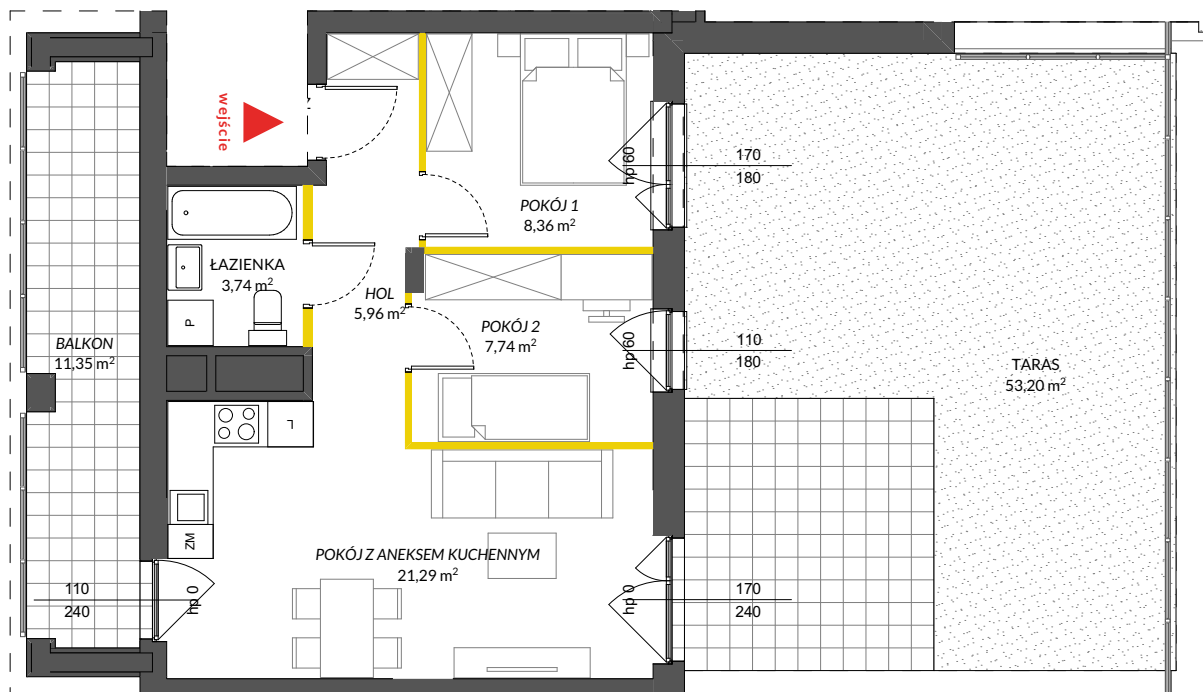 wejście
POKÓJ 1
8,36 m²
hp 60
170
180
ŁAZIENKA
3,74 m²
P
HOL
5,96 m²
POKÓJ 2
7,74 m²
hp 60
110
180
BALKON
11,35 m²
TARAS
53,20 m²
L
ZM
POKÓJ Z ANEKSEM KUCHENNYM
21,29 m²
110
240
hp 0
hp 0
170
240